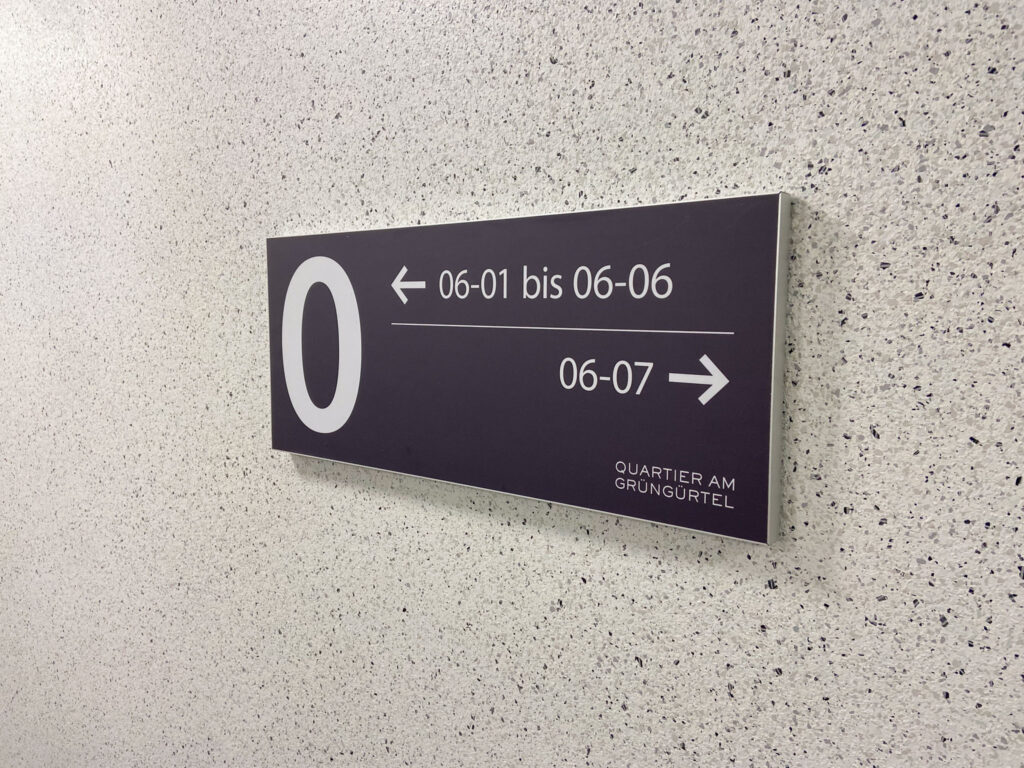 0
← 06-01 bis 06-06
06-07 →
QUARTIER AM
GRÜNGÜRTEL